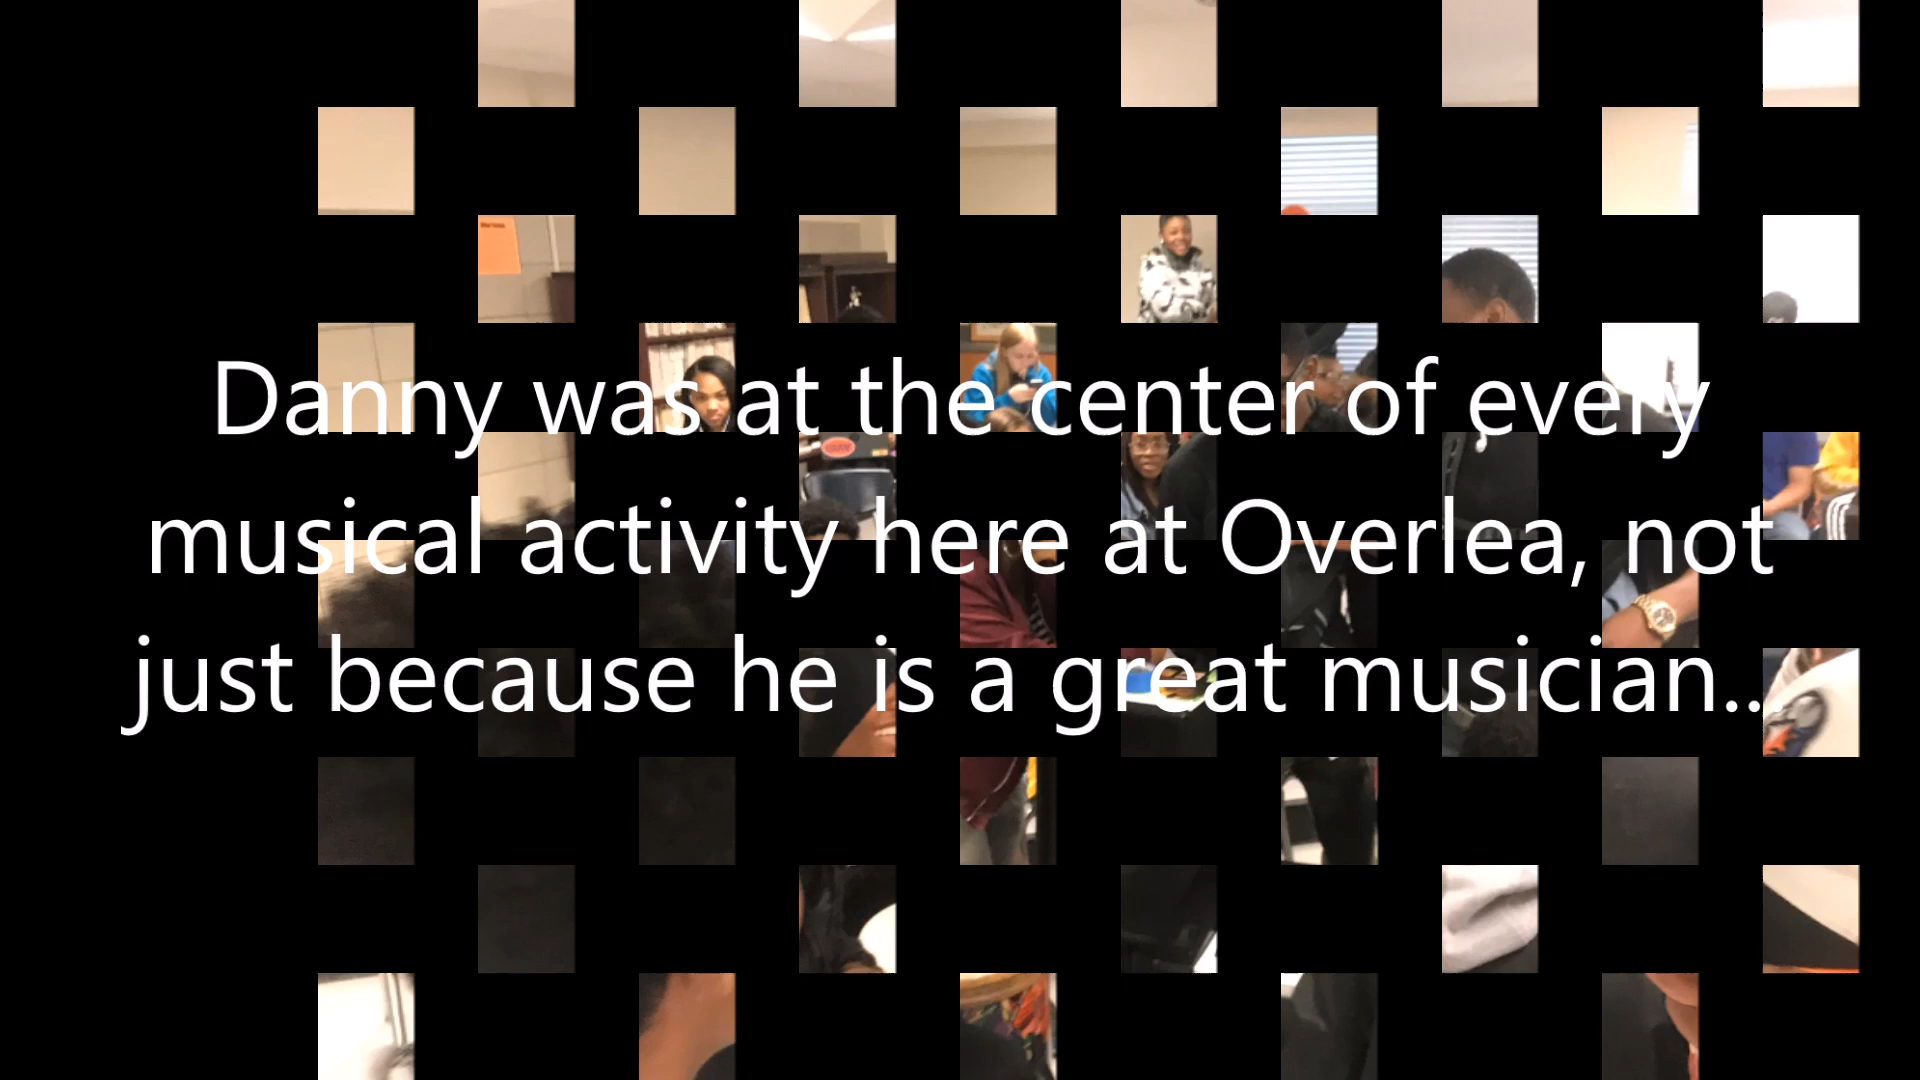 Danny was at the center of every
musical activity here at Overlea, not
just because he is a great musician...